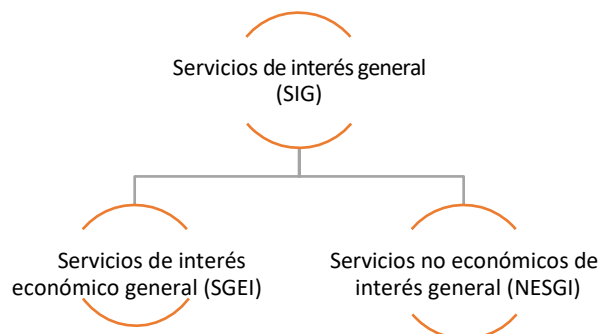 Servicios de interés general
(SIG)
Servicios de interés
económico general (SGEI)
Servicios no económicos de
interés general (NESGI)